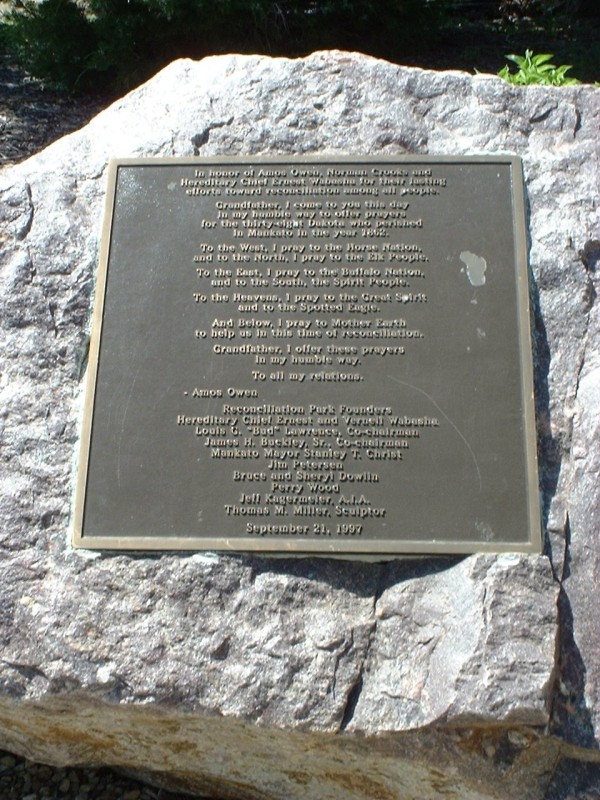 In honor of Amos Owen, Norman Crooks and
Hereditary Chief Ernest Wabasha for their lasting
efforts toward reconciliation among all people.
Grandfather, I come to you this day
in my humble way to offer prayers
for the thirty-eight Dakota who perished
in Mankato in the year 1862.
To the West, I pray to the Horse Nation,
and to the North, I pray to the Elk People.
To the East, I pray to the Buffalo Nation,
and to the South, the Spirit People.
To the Heavens, I pray to the Great Spirit
and to the Spotted Eagle.
And Below, I pray to Mother Earth
to help us in this time of reconciliation.
Grandfather, I offer these prayers
in my humble way.
To all my relations.
- Amos Owen
Reconciliation Park Founders
Hereditary Chief Ernest and Vernell Wabasha
Louis G. "Bud" Lawrence, Co-chairman
James H. Buckley, Sr., Co-chairman
Mankato Mayor Stanley T. Christ
Jim Petersen
Bruce and Sheryl Dowlin
Perry Wood
Jeff Kagermeier, A.I.A.
Thomas M. Miller, Sculptor
September 21, 1997